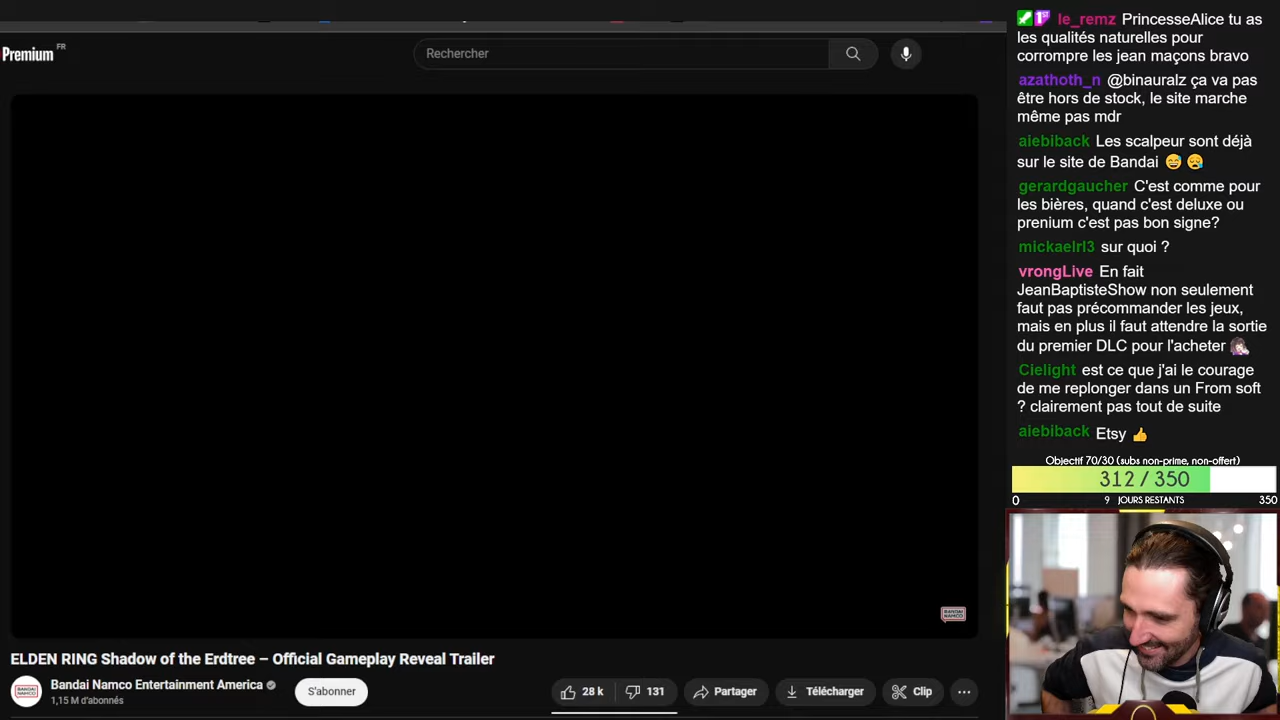 Premium FR
Rechercher
ELDEN RING Shadow of the Erdtree – Official Gameplay Reveal Trailer
Bandai Namco Entertainment America
1,15 M d'abonnés
S'abonner
28 k
131
Partager
Télécharger
Clip
BANDAI NAMCO
le_remz PrincesseAlice tu as
les qualités naturelles pour
corrompre les jean maçons bravo
azathoth_n @binauralz ça va pas
être hors de stock, le site marche
même pas mdr
aiebiback Les scalpeur sont déjà
sur le site de Bandai 😅 😥
gerardgaucher C'est comme pour
les bières, quand c'est deluxe ou
prenium c'est pas bon signe?
mickaelrl3 sur quoi ?
vrongLive En fait
JeanBaptisteShow non seulement
faut pas précommander les jeux,
mais en plus il faut attendre la sortie
du premier DLC pour l'acheter
Cielight est ce que j'ai le courage
de me replonger dans un From soft
? clairement pas tout de suite
aiebiback Etsy 👍
Objectif 70/30 (subs non-prime, non-offert)
312 / 350
0 9 JOURS RESTANTS 350